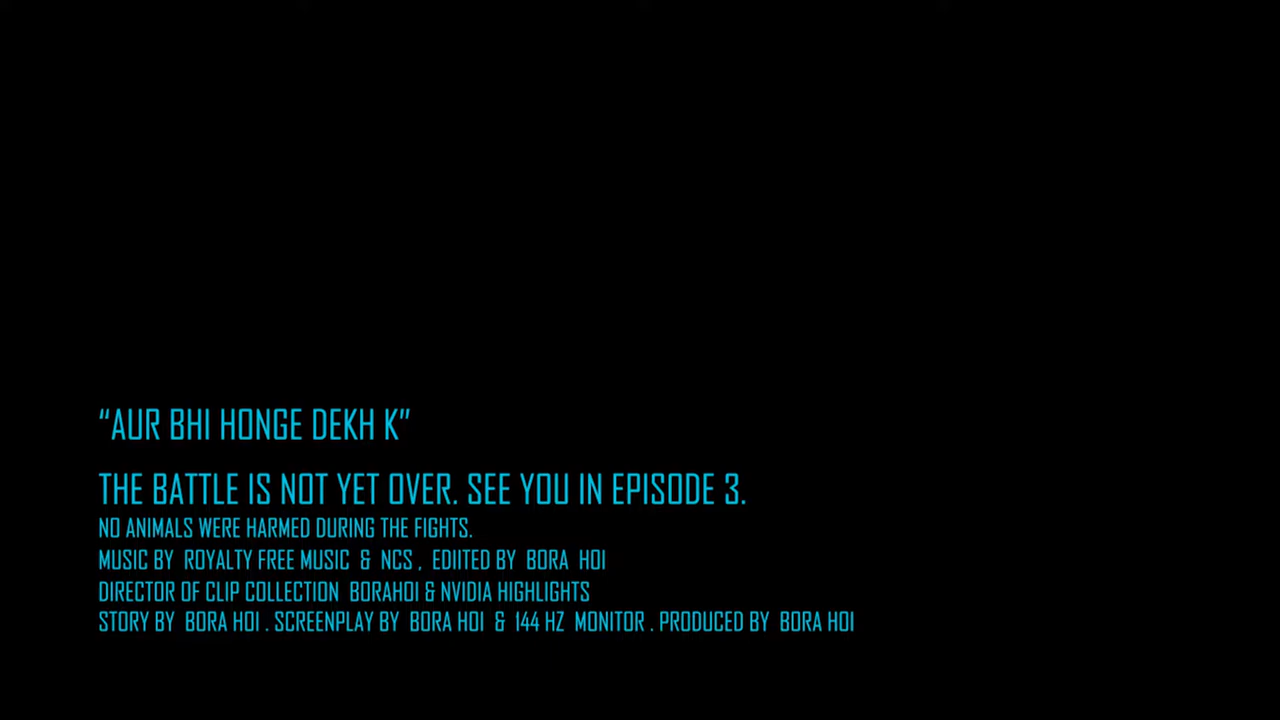 “AUR BHI HONGE DEKH K”
THE BATTLE IS NOT YET OVER. SEE YOU IN EPISODE 3.
NO ANIMALS WERE HARMED DURING THE FIGHTS.
MUSIC BY ROYALTY FREE MUSIC & NCS , EDIITED BY BORA HOI
DIRECTOR OF CLIP COLLECTION BORAHOI & NVIDIA HIGHLIGHTS
STORY BY BORA HOI . SCREENPLAY BY BORA HOI & 144 HZ MONITOR . PRODUCED BY BORA HOI